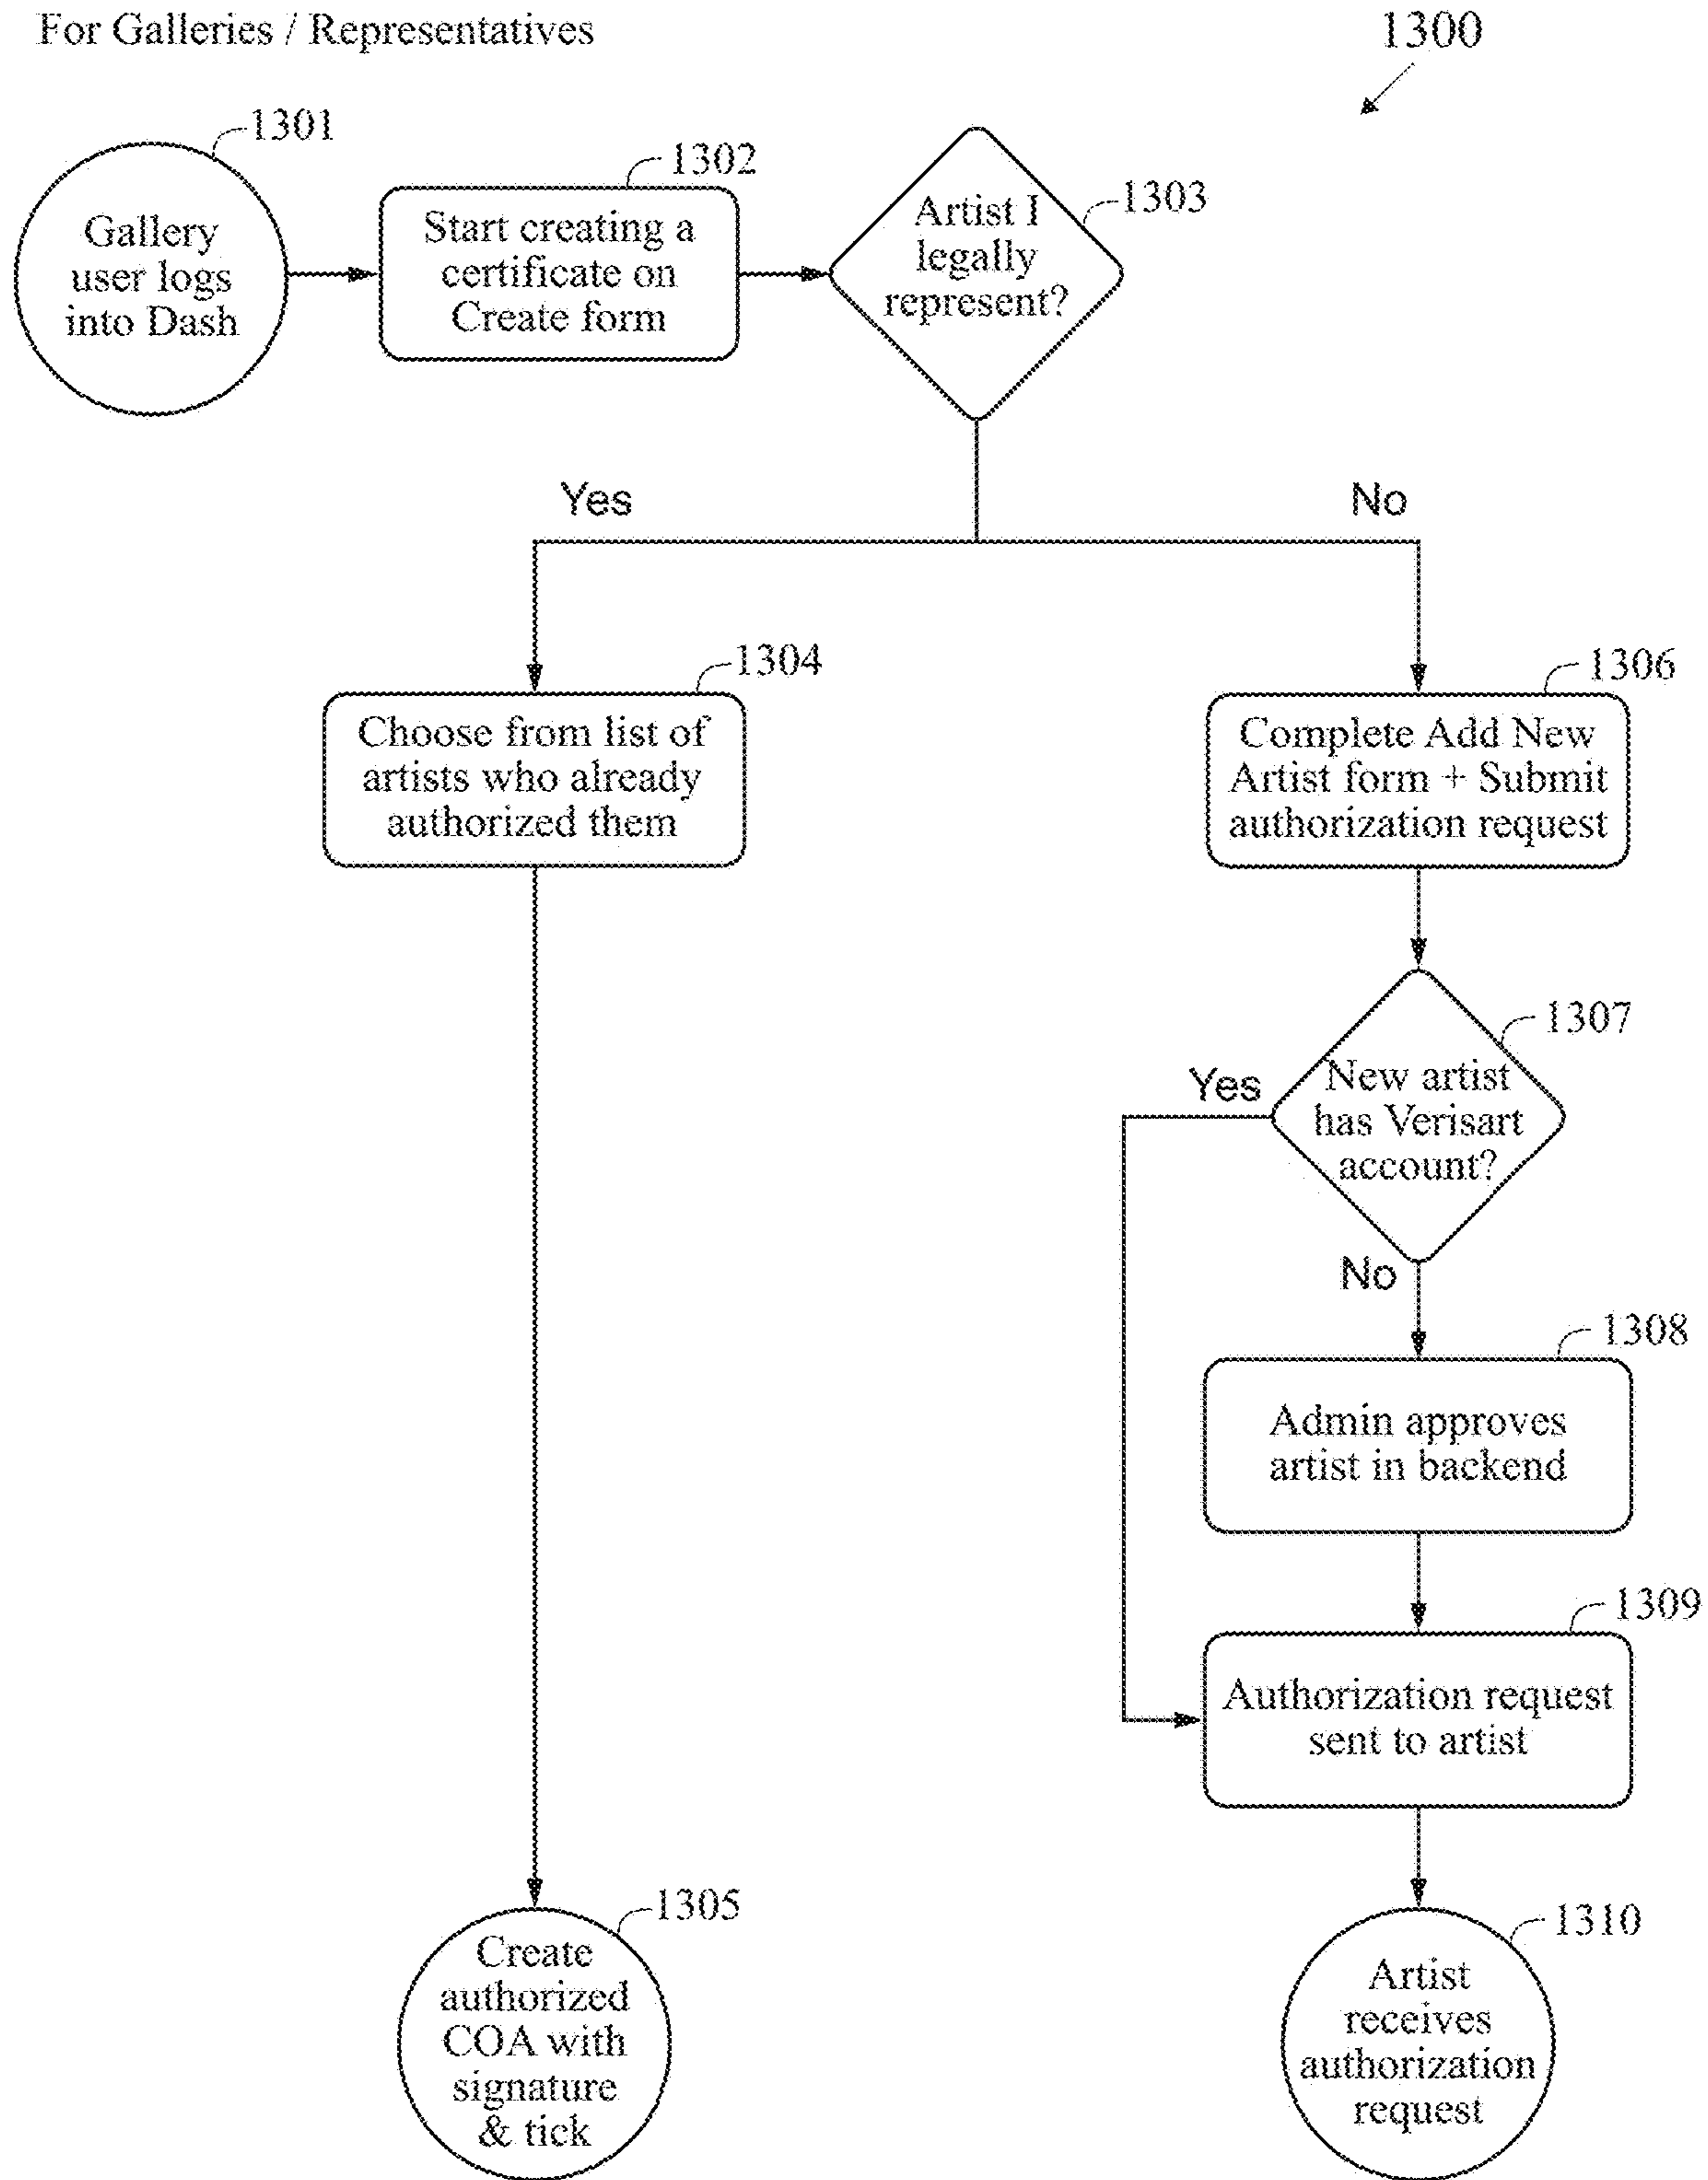 For Galleries / Representatives
1300
1301
Gallery
user logs
into Dash
1302
Start creating a
certificate on
Create form
1303
Artist I
legally
represent?
Yes
No
1304
Choose from list of
artists who already
authorized them
1306
Complete Add New
Artist form + Submit
authorization request
1307
New artist
has Verisart
account?
Yes
No
1308
Admin approves
artist in backend
1309
Authorization request
sent to artist
1305
Create
authorized
COA with
signature
& tick
1310
Artist
receives
authorization
request